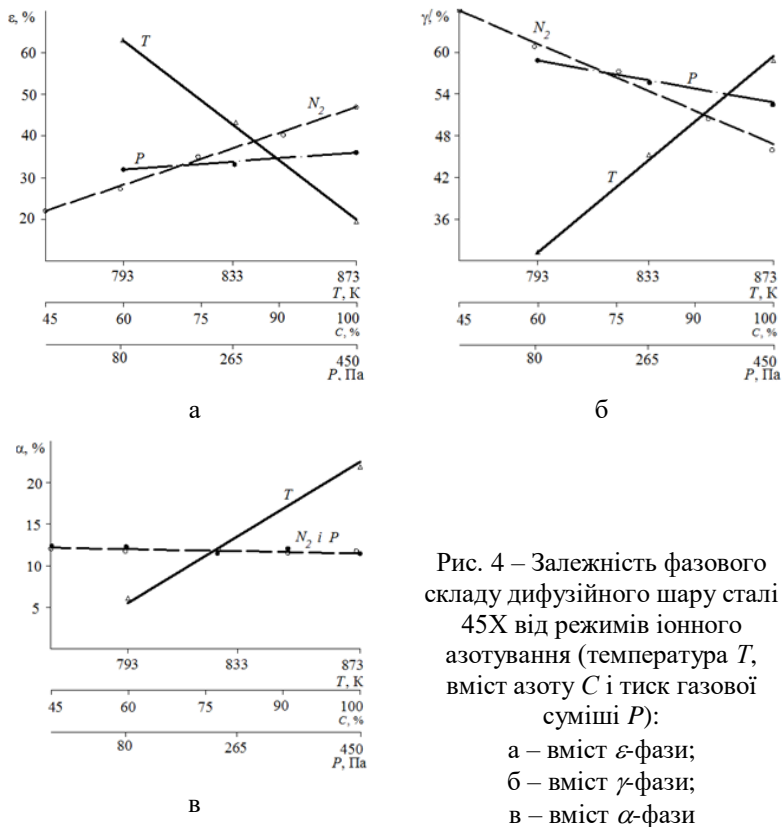 ε, %
60
50
40
30
20
T
N₂
P
793 833 873
T, К
45 60 75 90 100
C, %
80 265 450
P, Па
а
γ′, %
60
54
48
42
36
N₂
P
T
793 833 873
T, К
45 60 75 90 100
C, %
80 265 450
P, Па
б
α, %
20
15
10
5
T
N₂ і P
793 833 873
T, К
45 60 75 90 100
C, %
80 265 450
P, Па
в
Рис. 4 – Залежність фазового
складу дифузійного шару сталі
45Х від режимів іонного
азотування (температура T,
вміст азоту C і тиск газової
суміші P):
а – вміст ε-фази;
б – вміст γ-фази;
в – вміст α-фази